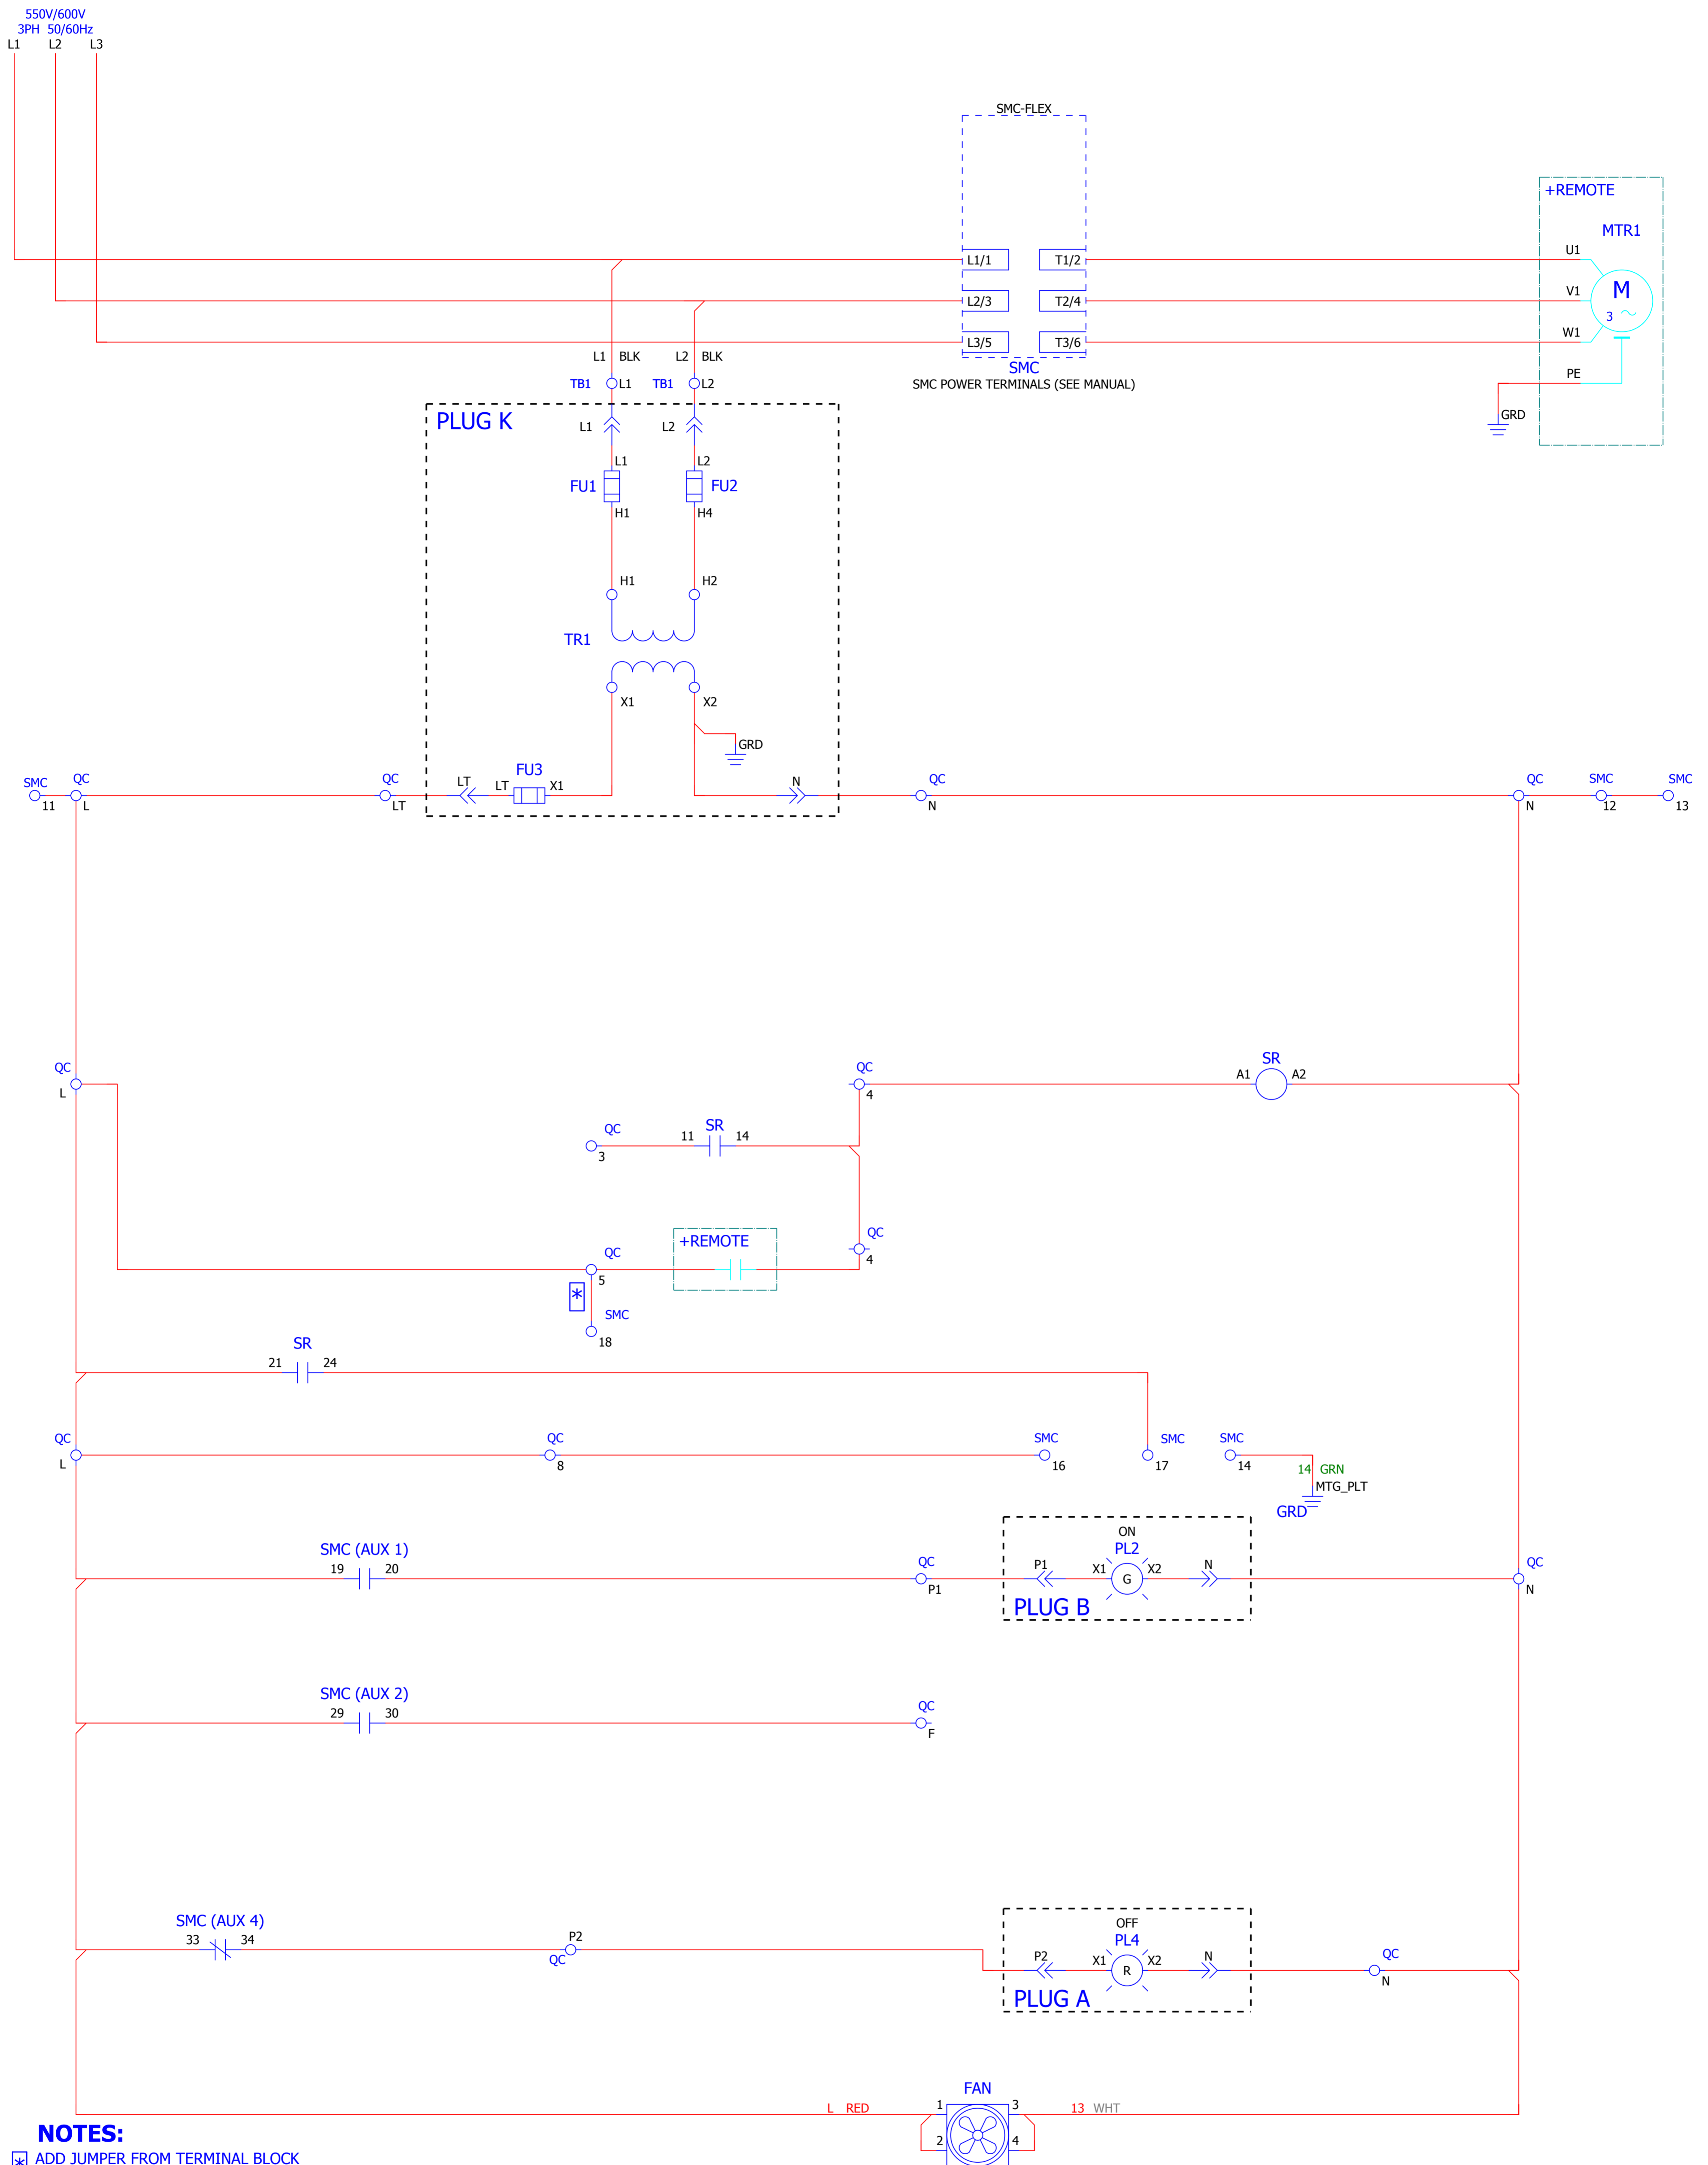 550V/600V
3PH 50/60Hz
L1 L2 L3
SMC-FLEX
+REMOTE
MTR1
U1
L1/1 T1/2
V1
M
3
L2/3 T2/4
W1
L3/5 T3/6
L1 BLK L2 BLK
SMC
SMC POWER TERMINALS (SEE MANUAL)
PE
TB1 L1 TB1 L2
GRD
PLUG K
L1 L2
L1 L2
FU1 FU2
H1 H4
H1 H2
TR1
X1 X2
GRD
SMC QC QC FU3 QC QC SMC SMC
LT LT X1 N
11 L LT N N 12 13
QC QC SR
A1 A2
L 4
QC SR
11 14
3
QC
+REMOTE
QC
4
5
*
SMC
18
SR
21 24
QC QC SMC SMC SMC
L 8 16 17 14
14 GRN
MTG_PLT
GRD
ON
SMC (AUX 1) PL2
19 20 QC P1 X1 G X2 N QC
P1 N
PLUG B
SMC (AUX 2)
29 30 QC
F
SMC (AUX 4) OFF
33 34 P2 PL4
QC P2 X1 R X2 N QC
N
PLUG A
FAN
L RED 1 3 13 WHT
2 4
NOTES:
* ADD JUMPER FROM TERMINAL BLOCK